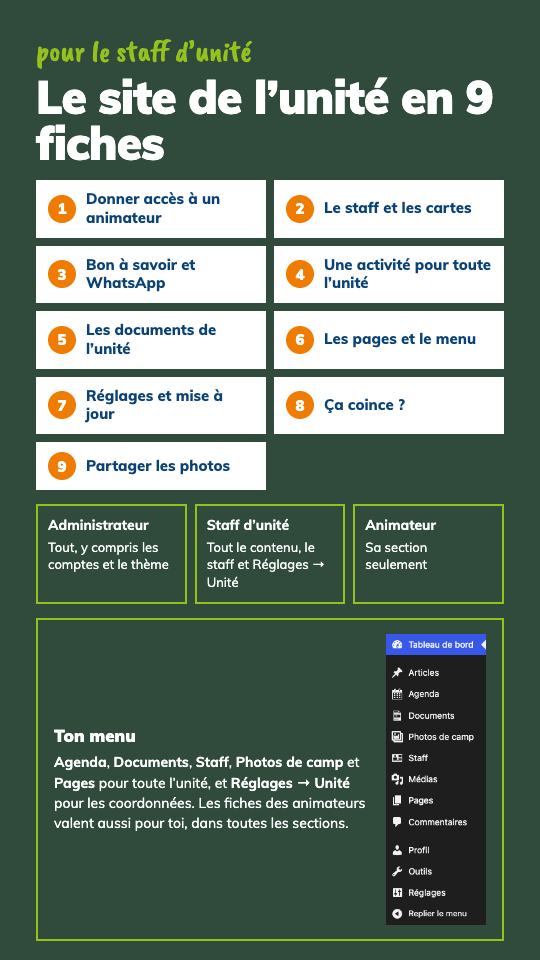 pour le staff d'unité
Le site de l'unité en 9
fiches
1 Donner accès à un
animateur
2 Le staff et les cartes
3 Bon à savoir et
WhatsApp
4 Une activité pour toute
l'unité
5 Les documents de
l'unité
6 Les pages et le menu
7 Réglages et mise à
jour
8 Ça coince ?
9 Partager les photos
Administrateur
Tout, y compris les
comptes et le thème
Staff d'unité
Tout le contenu, le
staff et Réglages →
Unité
Animateur
Sa section
seulement
Ton menu
Agenda, Documents, Staff, Photos de camp et
Pages pour toute l'unité, et Réglages → Unité
pour les coordonnées. Les fiches des animateurs
valent aussi pour toi, dans toutes les sections.
Tableau de bord
Articles
Agenda
Documents
Photos de camp
Staff
Médias
Pages
Commentaires
Profil
Outils
Réglages
Replier le menu